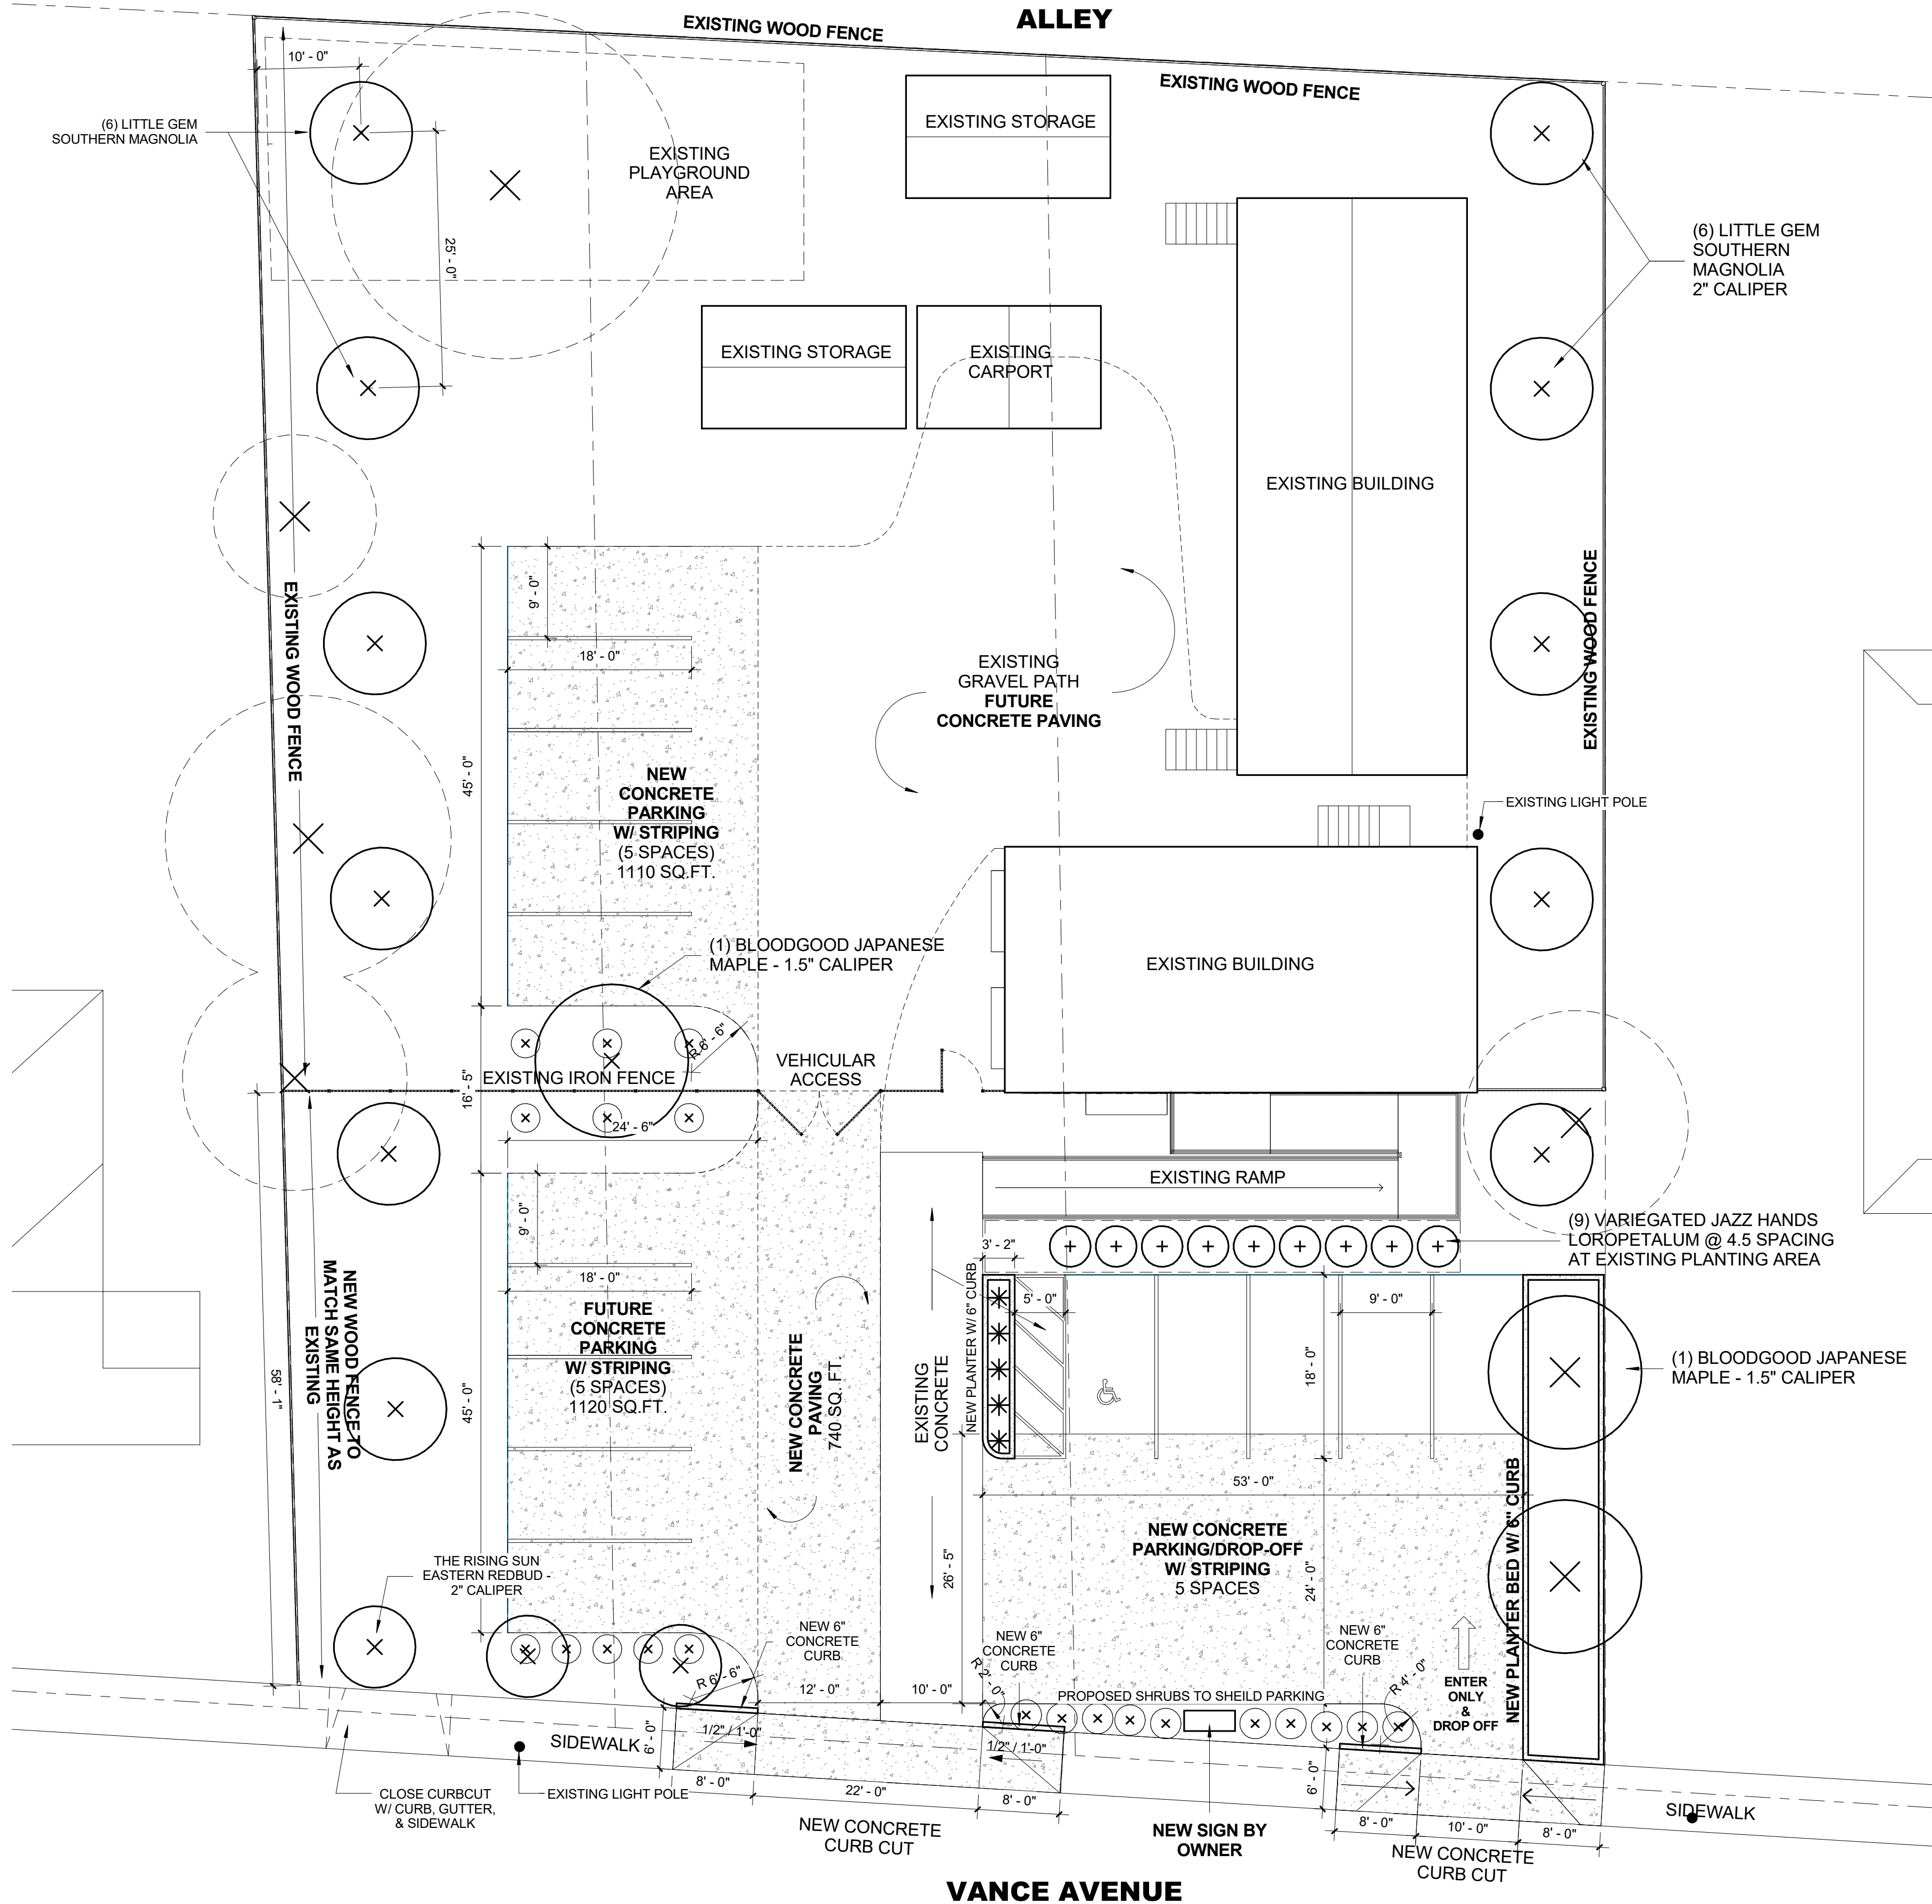 ALLEY
EXISTING WOOD FENCE
EXISTING WOOD FENCE
10' - 0"
(6) LITTLE GEM
SOUTHERN MAGNOLIA
EXISTING
PLAYGROUND
AREA
25' - 0"
EXISTING STORAGE
(6) LITTLE GEM
SOUTHERN
MAGNOLIA
2" CALIPER
EXISTING STORAGE
EXISTING
CARPORT
EXISTING BUILDING
EXISTING WOOD FENCE
EXISTING WOOD FENCE
9' - 0"
18' - 0"
45' - 0"
EXISTING
GRAVEL PATH
FUTURE
CONCRETE PAVING
NEW
CONCRETE
PARKING
W/ STRIPING
(5 SPACES)
1110 SQ.FT.
EXISTING LIGHT POLE
(1) BLOODGOOD JAPANESE
MAPLE - 1.5" CALIPER
EXISTING BUILDING
R 6' - 6"
VEHICULAR
ACCESS
EXISTING IRON FENCE
16' - 5"
24' - 6"
EXISTING RAMP
9' - 0"
18' - 0"
45' - 0"
58' - 1"
NEW WOOD FENCE TO
MATCH SAME HEIGHT AS
EXISTING
FUTURE
CONCRETE
PARKING
W/ STRIPING
(5 SPACES)
1120 SQ.FT.
NEW CONCRETE
PAVING
740 SQ. FT.
EXISTING
CONCRETE
NEW PLANTER W/ 6" CURB
3' - 2"
5' - 0"
9' - 0"
18' - 0"
(9) VARIEGATED JAZZ HANDS
LOROPETALUM @ 4.5 SPACING
AT EXISTING PLANTING AREA
(1) BLOODGOOD JAPANESE
MAPLE - 1.5" CALIPER
53' - 0"
26' - 5"
24' - 0"
NEW CONCRETE
PARKING/DROP-OFF
W/ STRIPING
5 SPACES
NEW PLANTER BED W/ 6" CURB
THE RISING SUN
EASTERN REDBUD -
2" CALIPER
NEW 6"
CONCRETE
CURB
R 6' - 6"
12' - 0"
10' - 0"
NEW 6"
CONCRETE
CURB
R 2' - 0"
PROPOSED SHRUBS TO SHEILD PARKING
NEW 6"
CONCRETE
CURB
R 4' - 0"
ENTER
ONLY
&
DROP OFF
SIDEWALK
6' - 0"
1/2" / 1'-0"
1/2" / 1'-0"
6' - 0"
CLOSE CURBCUT
W/ CURB, GUTTER,
& SIDEWALK
EXISTING LIGHT POLE
8' - 0"
22' - 0"
8' - 0"
NEW CONCRETE
CURB CUT
NEW SIGN BY
OWNER
8' - 0"
10' - 0"
8' - 0"
NEW CONCRETE
CURB CUT
SIDEWALK
VANCE AVENUE